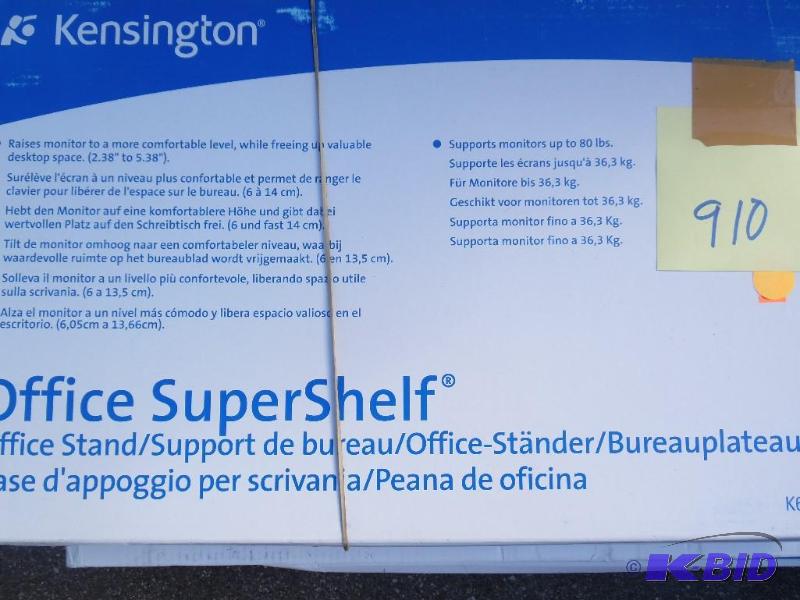 Kensington®
Raises monitor to a more comfortable level, while freeing up valuable
desktop space. (2.38" to 5.38").
Surélève l'écran à un niveau plus confortable et permet de ranger le
clavier pour libérer de l'espace sur le bureau. (6 à 14 cm).
Hebt den Monitor auf eine komfortablere Höhe und gibt dabei
wertvollen Platz auf den Schreibtisch frei. (6 und fast 14 cm).
Tilt de monitor omhoog naar een comfortabeler niveau, waarbij
waardevolle ruimte op het bureaublad wordt vrijgemaakt. (6 en 13,5 cm).
Solleva il monitor a un livello più confortevole, liberando spazio utile
sulla scrivania. (6 a 13,5 cm).
Alza el monitor a un nivel más cómodo y libera espacio valioso en el
escritorio. (6,05cm a 13,66cm).
● Supports monitors up to 80 lbs.
Supporte les écrans jusqu'à 36,3 kg.
Für Monitore bis 36,3 kg.
Geschikt voor monitoren tot 36,3 kg.
Supporta monitor fino a 36,3 Kg.
Supporta monitor fino a 36,3 Kg.
910
Office SuperShelf®
ffice Stand/Support de bureau/Office-Ständer/Bureauplateau
ase d'appoggio per scrivania/Peana de oficina
K6
© K-BID